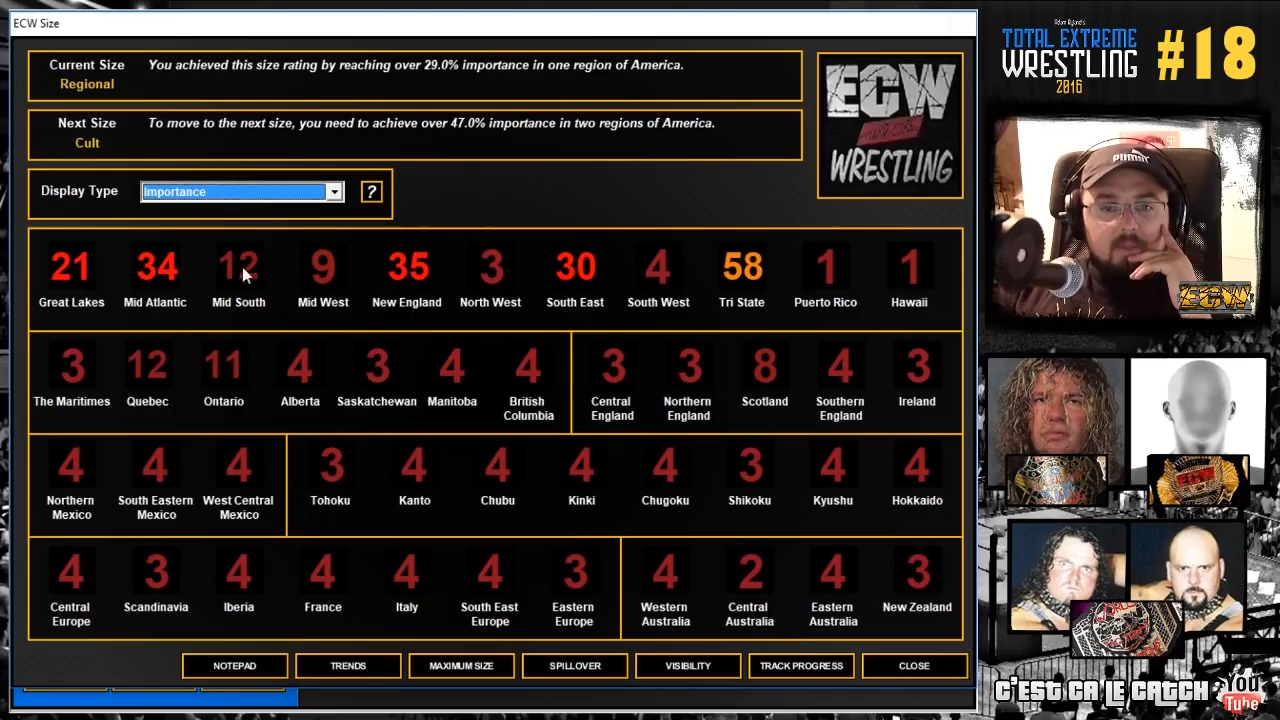 ECW Size
Current Size
Regional
You achieved this size rating by reaching over 29.0% importance in one region of America.
Next Size
Cult
To move to the next size, you need to achieve over 47.0% importance in two regions of America.
Display Type
Importance
?
ECW
HARDCORE
WRESTLING
21 34 12 9 35 3 30 4 58 1 1
Great Lakes Mid Atlantic Mid South Mid West New England North West South East South West Tri State Puerto Rico Hawaii
3 12 11 4 3 4 4 3 3 8 4 3
The Maritimes Quebec Ontario Alberta Saskatchewan Manitoba British Columbia Central England Northern England Scotland Southern England Ireland
4 4 4 3 4 4 4 4 3 4 4
Northern Mexico South Eastern Mexico West Central Mexico Tohoku Kanto Chubu Kinki Chugoku Shikoku Kyushu Hokkaido
4 3 4 4 4 4 3 4 2 4 3
Central Europe Scandinavia Iberia France Italy South East Europe Eastern Europe Western Australia Central Australia Eastern Australia New Zealand
NOTEPAD TRENDS MAXIMUM SIZE SPILLOVER VISIBILITY TRACK PROGRESS CLOSE
Adam Ryland's
TOTAL EXTREME
WRESTLING
2016
#18
PUMA
ECW
ECW
C'EST CA LE CATCH
YOU
Tube